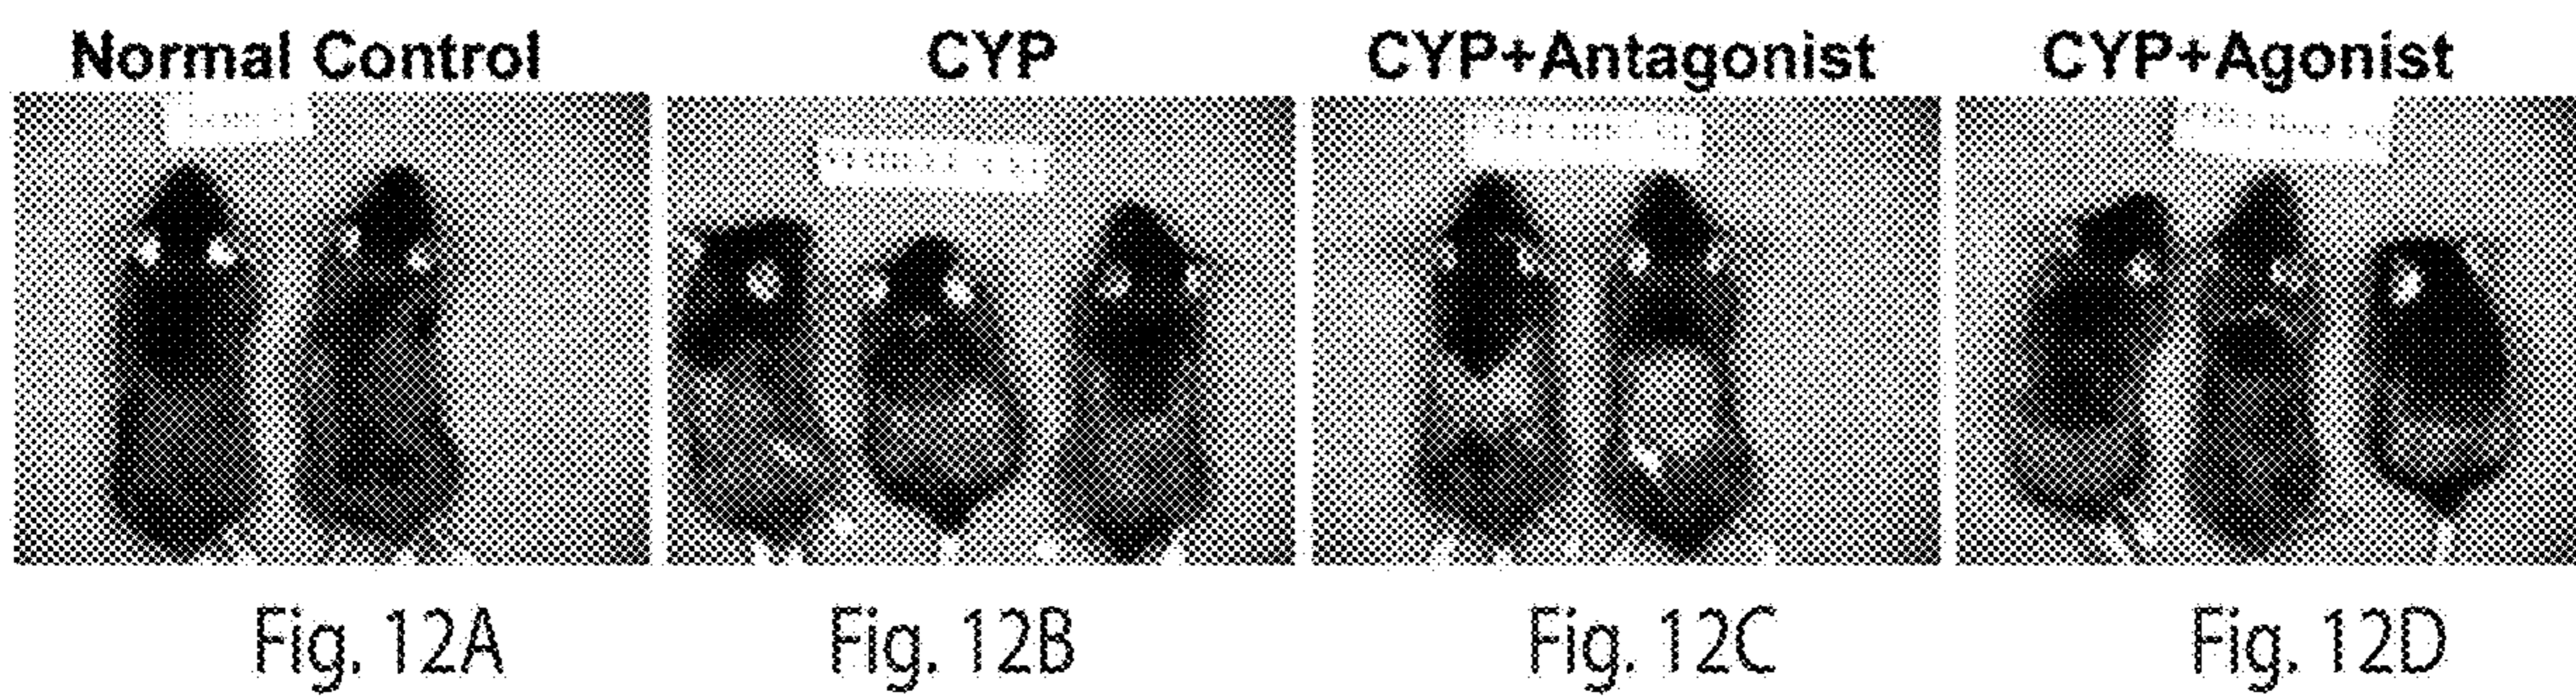 Normal Control
CYP
CYP+Antagonist
CYP+Agonist
Fig. 12A
Fig. 12B
Fig. 12C
Fig. 12D